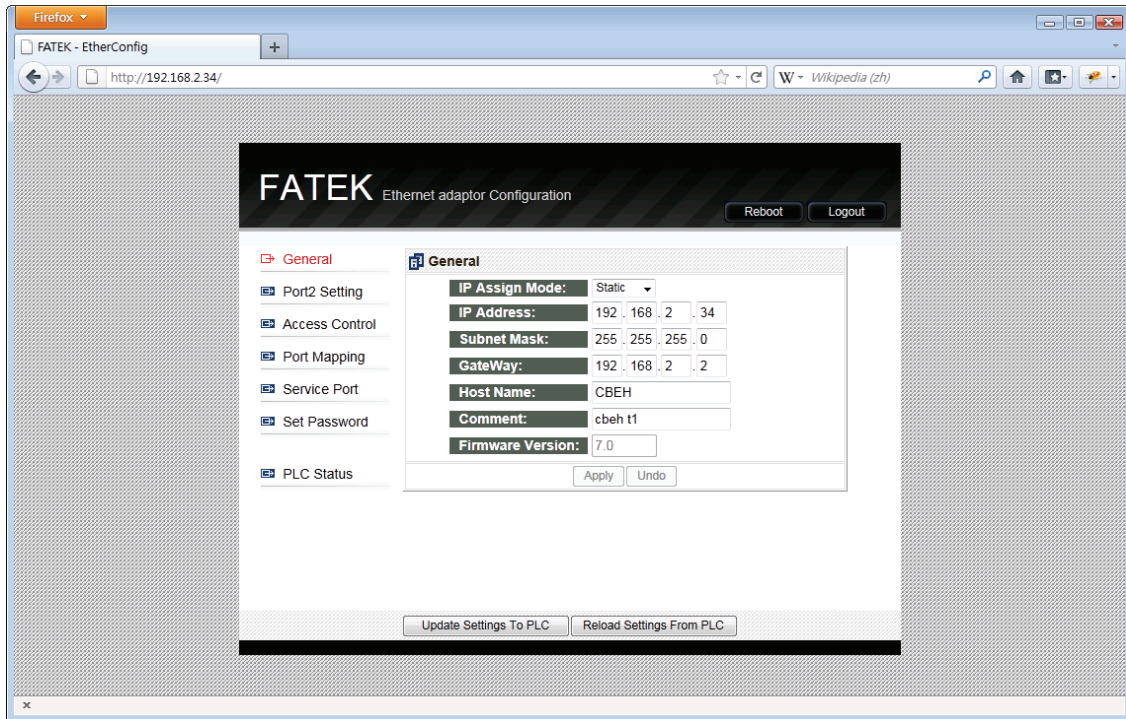 Firefox
FATEK - EtherConfig
http://192.168.2.34/
W Wikipedia (zh)
FATEK Ethernet adaptor Configuration
Reboot Logout
General
Port2 Setting
Access Control
Port Mapping
Service Port
Set Password
PLC Status
General
IP Assign Mode: Static
IP Address: 192 . 168 . 2 . 34
Subnet Mask: 255 . 255 . 255 . 0
GateWay: 192 . 168 . 2 . 2
Host Name: CBEH
Comment: cbeh t1
Firmware Version: 7.0
Apply Undo
Update Settings To PLC Reload Settings From PLC